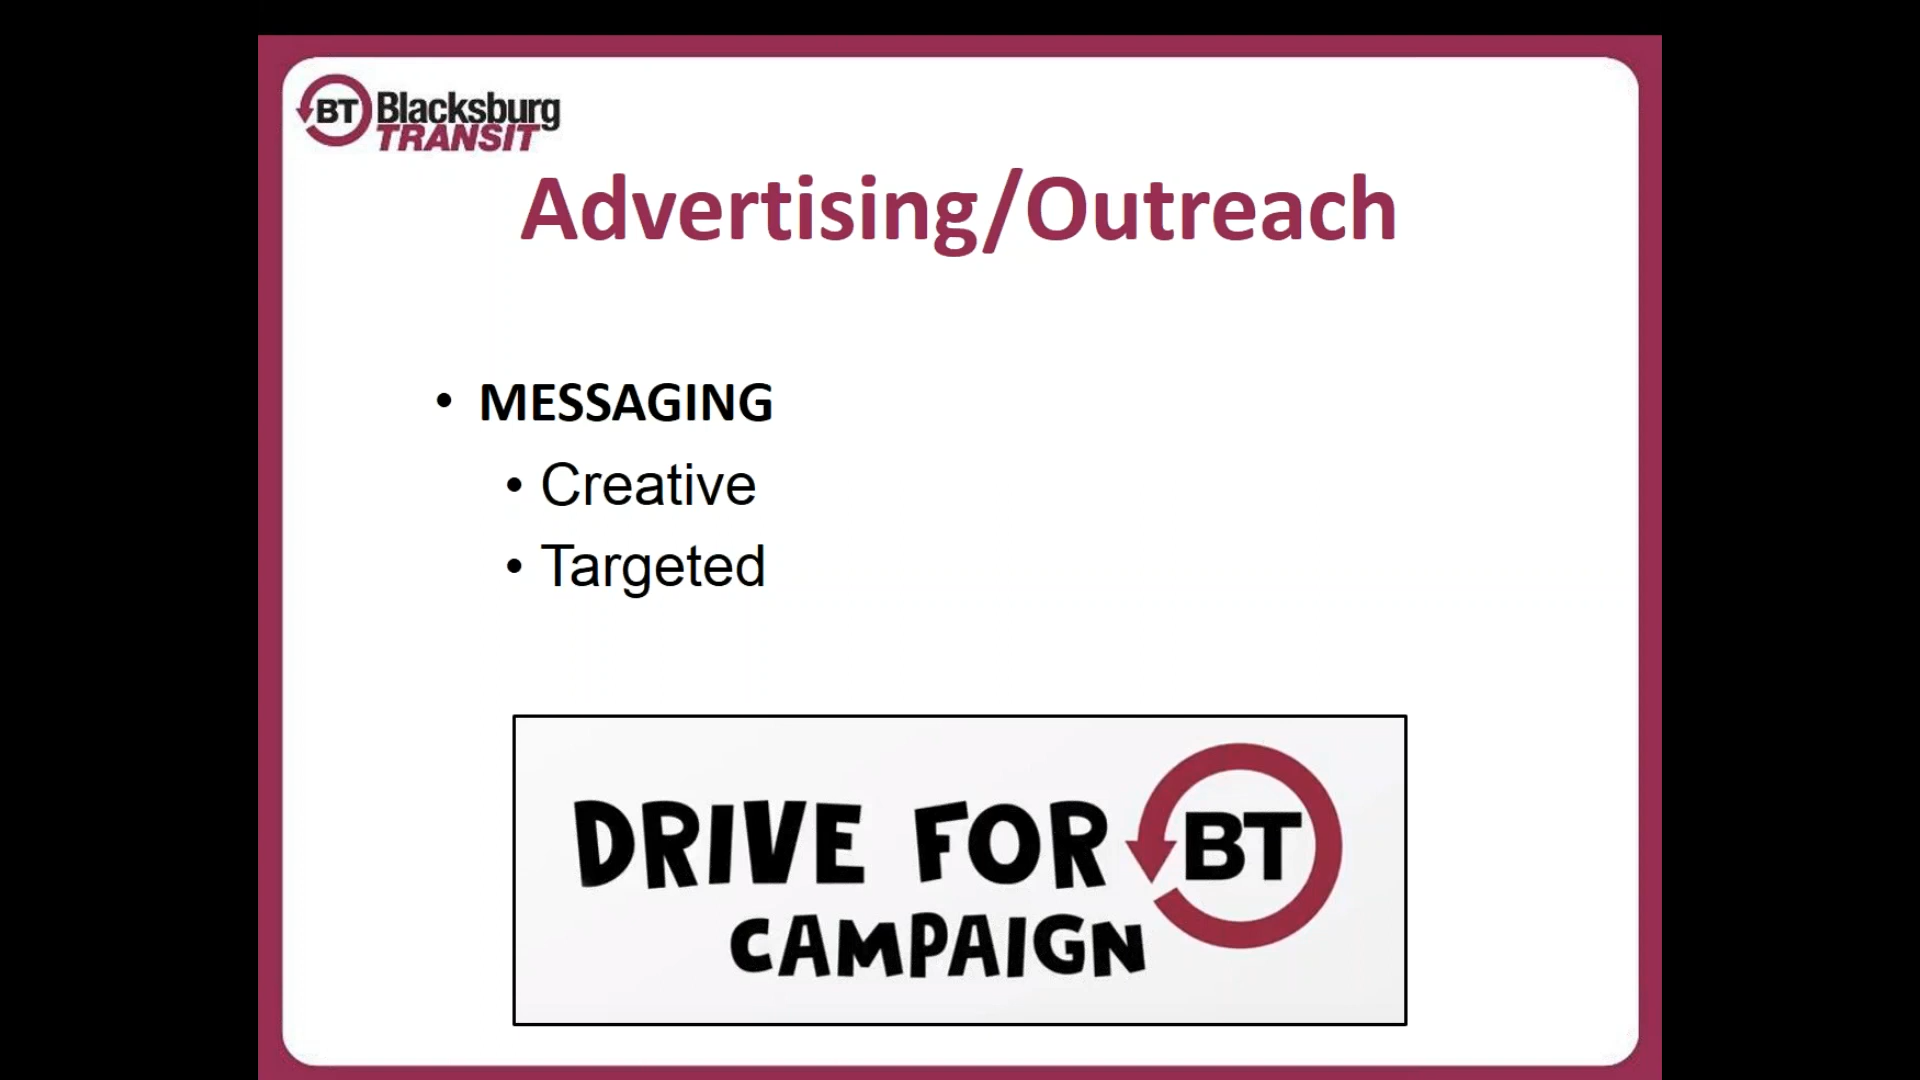 BT Blacksburg
TRANSIT
Advertising/Outreach
• MESSAGING
• Creative
• Targeted
DRIVE FOR BT
CAMPAIGN